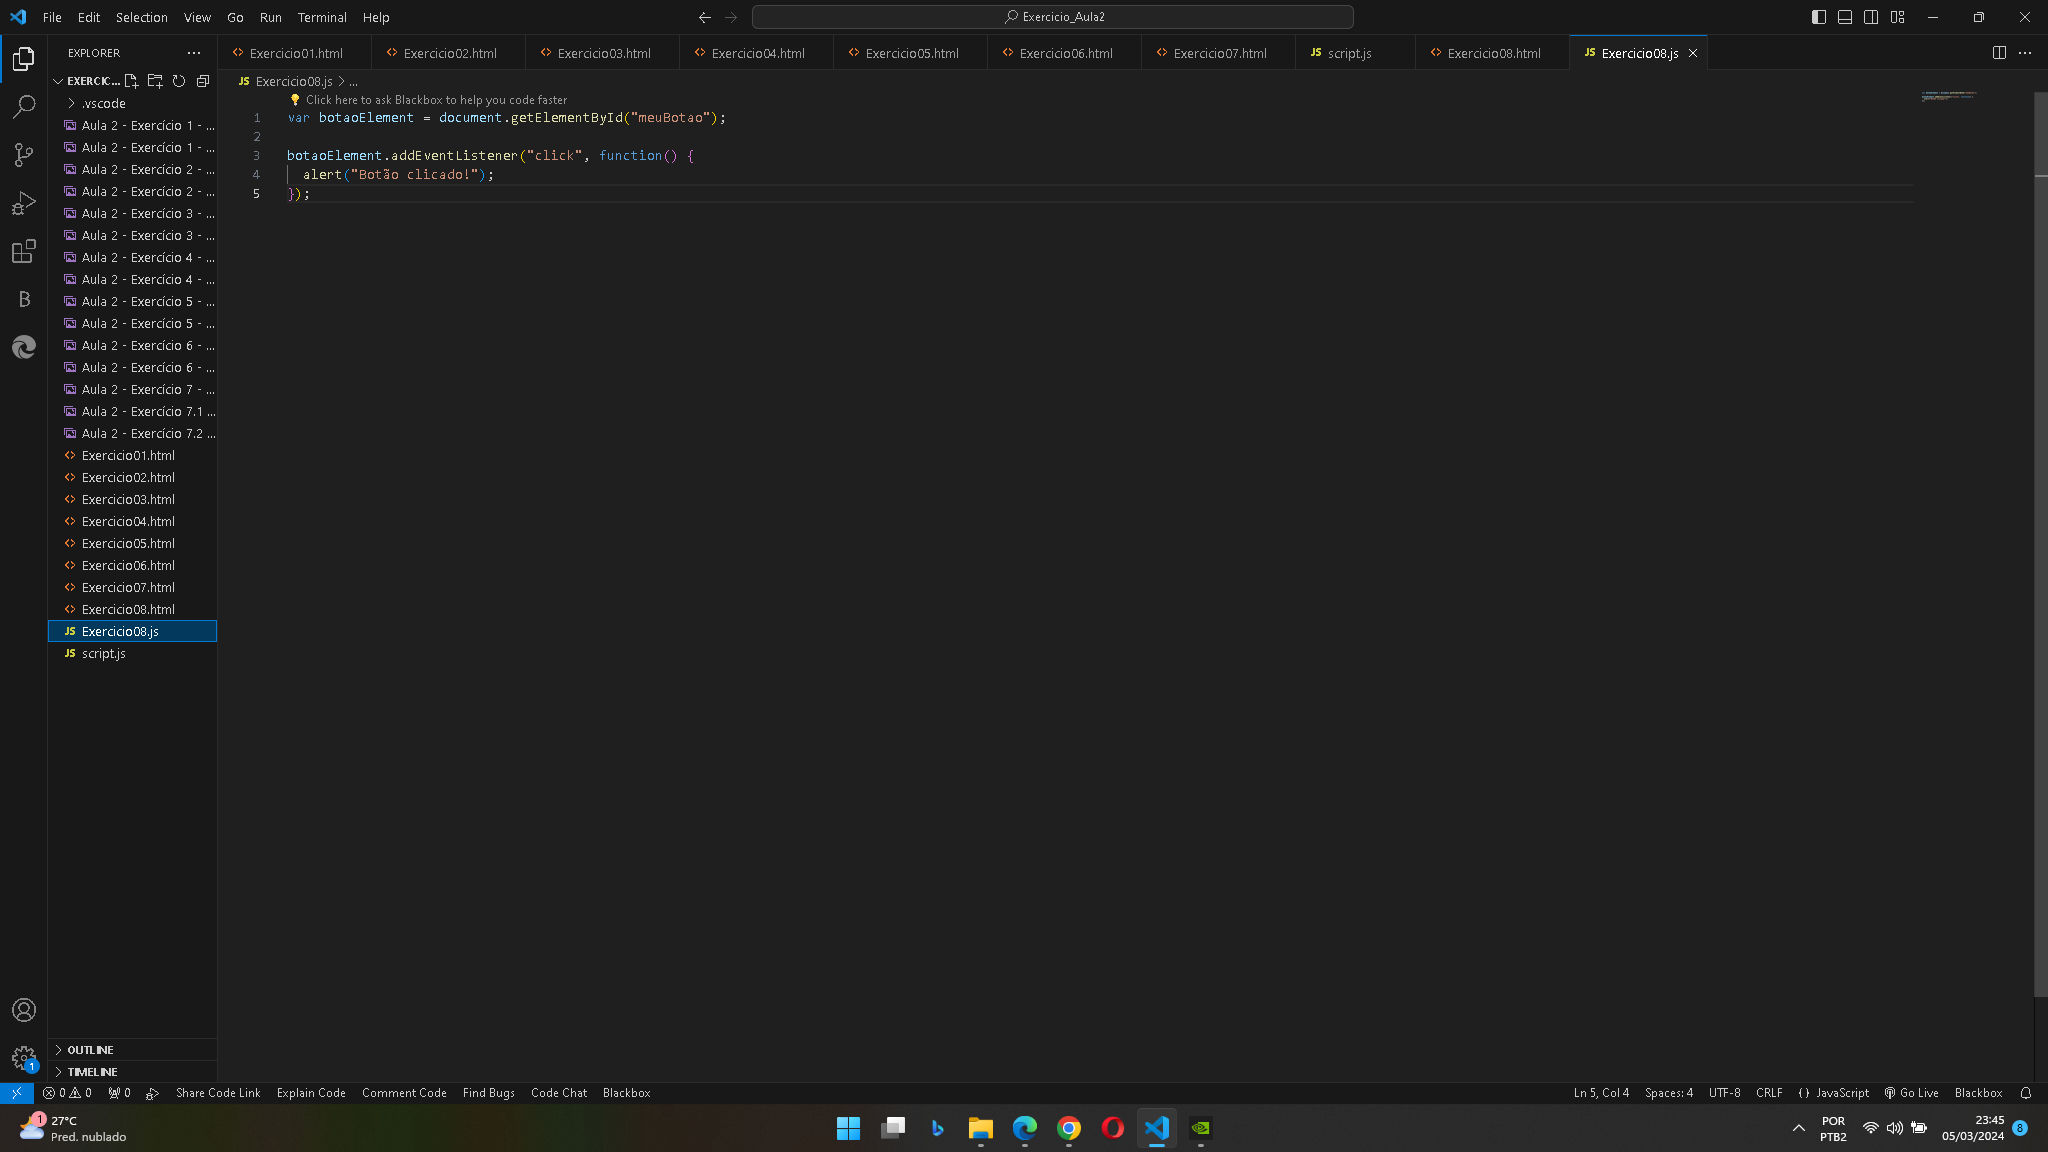 File Edit Selection View Go Run Terminal Help
Exercicio_Aula2
EXPLORER
EXERCIC...
.vscode
Aula 2 - Exercício 1 - ...
Aula 2 - Exercício 1 - ...
Aula 2 - Exercício 2 - ...
Aula 2 - Exercício 2 - ...
Aula 2 - Exercício 3 - ...
Aula 2 - Exercício 3 - ...
Aula 2 - Exercício 4 - ...
Aula 2 - Exercício 4 - ...
Aula 2 - Exercício 5 - ...
Aula 2 - Exercício 5 - ...
Aula 2 - Exercício 6 - ...
Aula 2 - Exercício 6 - ...
Aula 2 - Exercício 7 - ...
Aula 2 - Exercício 7.1 ...
Aula 2 - Exercício 7.2 ...
Exercicio01.html
Exercicio02.html
Exercicio03.html
Exercicio04.html
Exercicio05.html
Exercicio06.html
Exercicio07.html
Exercicio08.html
JS Exercicio08.js
JS script.js
OUTLINE
TIMELINE
Exercicio01.html Exercicio02.html Exercicio03.html Exercicio04.html Exercicio05.html Exercicio06.html Exercicio07.html JS script.js Exercicio08.html JS Exercicio08.js
JS Exercicio08.js > ...
Click here to ask Blackbox to help you code faster
1 var botaoElement = document.getElementById("meuBotao");
2
3 botaoElement.addEventListener("click", function() {
4 alert("Botão clicado!");
5 });
B
1
0 0 0 Share Code Link Explain Code Comment Code Find Bugs Code Chat Blackbox
Ln 5, Col 4 Spaces: 4 UTF-8 CRLF {} JavaScript Go Live Blackbox
1
27°C
Pred. nublado
POR
PTB2
23:45
05/03/2024
8